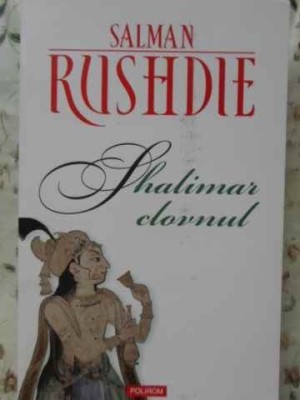 SALMAN
RUSHDIE
Shalimar
clovnul
POLIROM